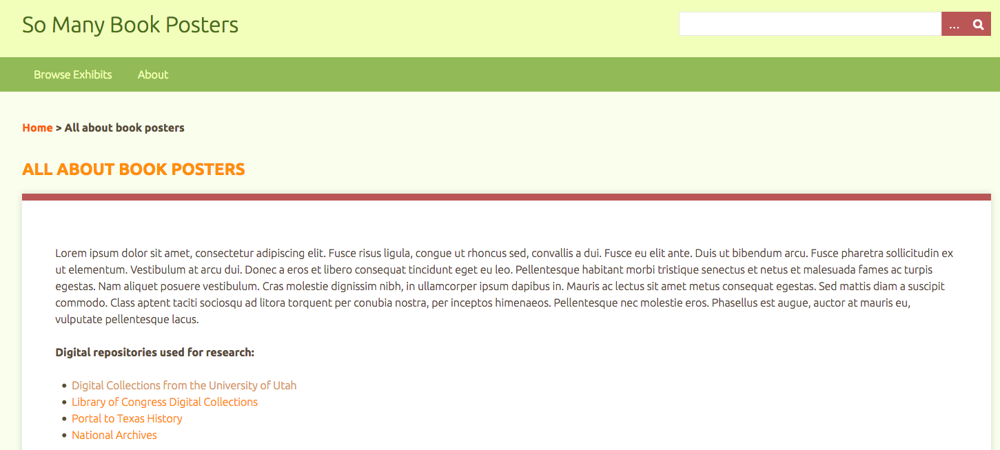 So Many Book Posters
...
Browse Exhibits About
Home > All about book posters
ALL ABOUT BOOK POSTERS
Lorem ipsum dolor sit amet, consectetur adipiscing elit. Fusce risus ligula, congue ut rhoncus sed, convallis a dui. Fusce eu elit ante. Duis ut bibendum arcu. Fusce pharetra sollicitudin ex
ut elementum. Vestibulum at arcu dui. Donec a eros et libero consequat tincidunt eget eu leo. Pellentesque habitant morbi tristique senectus et netus et malesuada fames ac turpis
egestas. Nam aliquet posuere vestibulum. Cras molestie dignissim nibh, in ullamcorper ipsum dapibus in. Mauris ac lectus sit amet metus consequat egestas. Sed mattis diam a suscipit
commodo. Class aptent taciti sociosqu ad litora torquent per conubia nostra, per inceptos himenaeos. Pellentesque nec molestie eros. Phasellus est augue, auctor at mauris eu,
vulputate pellentesque lacus.
Digital repositories used for research:
• Digital Collections from the University of Utah
• Library of Congress Digital Collections
• Portal to Texas History
• National Archives